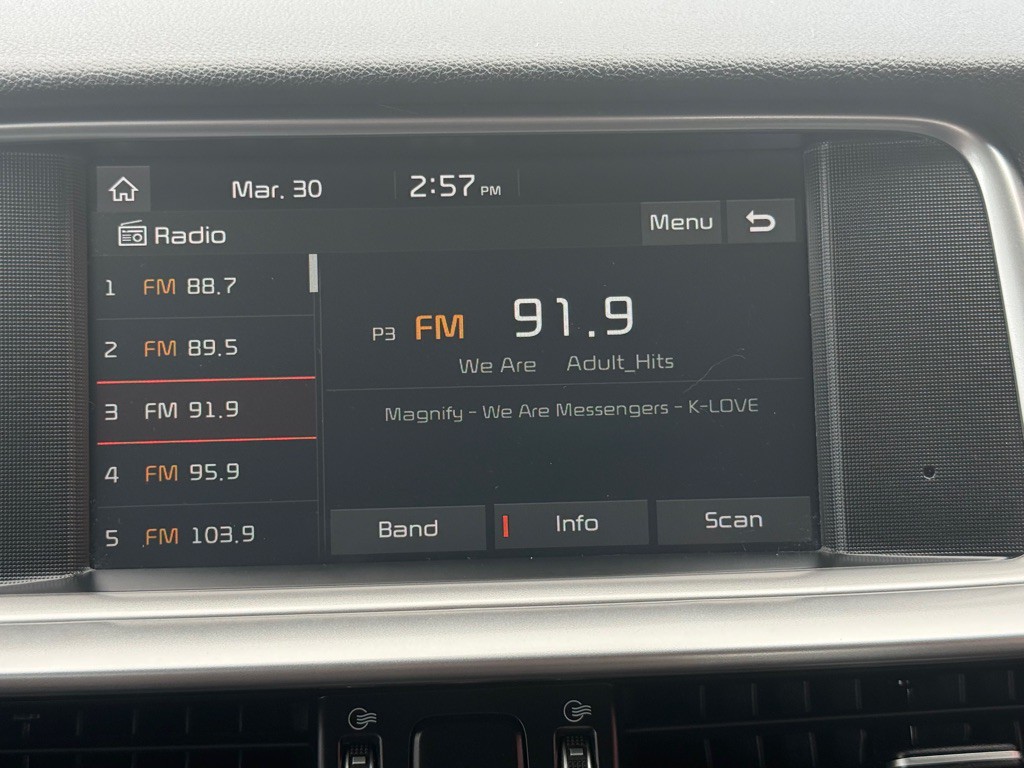 Mar. 30 2:57 PM
Radio Menu
1 FM 88.7
2 FM 89.5
3 FM 91.9
4 FM 95.9
5 FM 103.9
P3 FM 91.9
We Are Adult_Hits
Magnify - We Are Messengers - K-LOVE
Band Info Scan